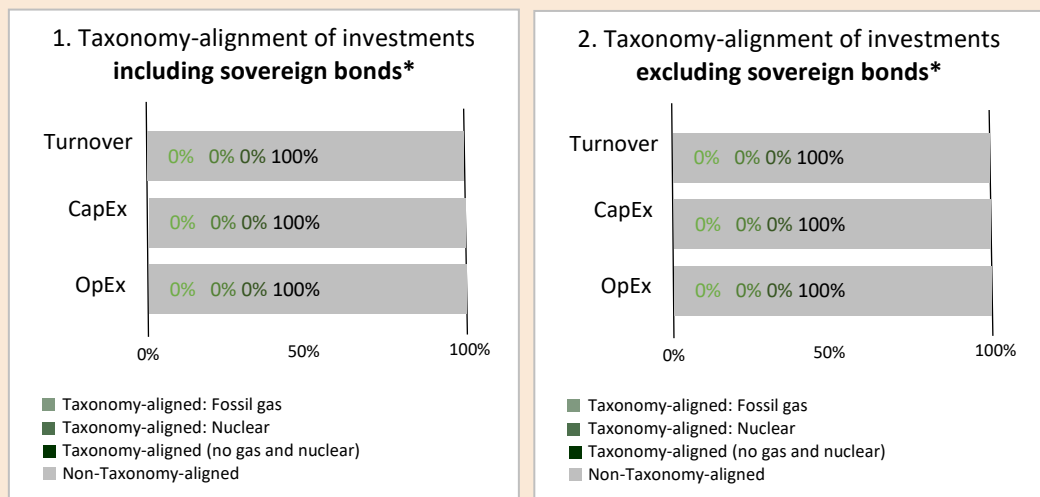 1. Taxonomy-alignment of investments
including sovereign bonds*
Turnover
0% 0% 0% 100%
CapEx
0% 0% 0% 100%
OpEx
0% 0% 0% 100%
0% 50% 100%
Taxonomy-aligned: Fossil gas
Taxonomy-aligned: Nuclear
Taxonomy-aligned (no gas and nuclear)
Non-Taxonomy-aligned
2. Taxonomy-alignment of investments
excluding sovereign bonds*
Turnover
0% 0% 0% 100%
CapEx
0% 0% 0% 100%
OpEx
0% 0% 0% 100%
0% 50% 100%
Taxonomy-aligned: Fossil gas
Taxonomy-aligned: Nuclear
Taxonomy-aligned (no gas and nuclear)
Non-Taxonomy-aligned